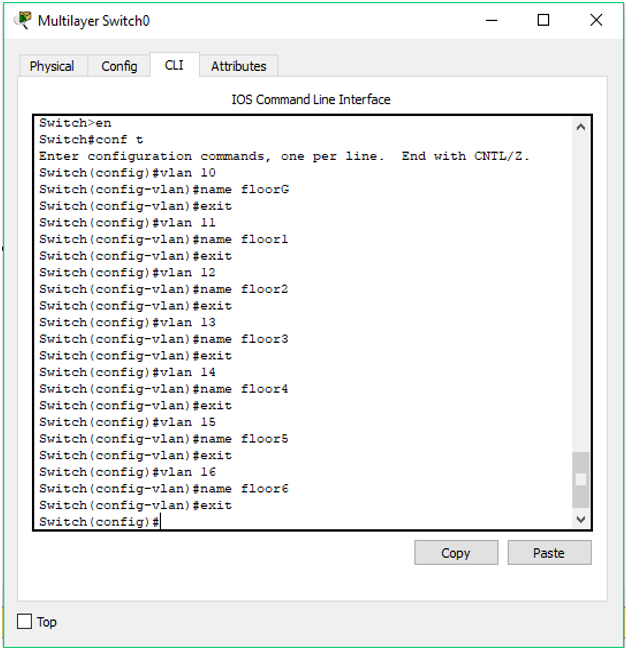 Multilayer Switch0
Physical Config CLI Attributes
IOS Command Line Interface
Switch>en
Switch#conf t
Enter configuration commands, one per line.  End with CNTL/Z.
Switch(config)#vlan 10
Switch(config-vlan)#name floorG
Switch(config-vlan)#exit
Switch(config)#vlan 11
Switch(config-vlan)#name floor1
Switch(config-vlan)#exit
Switch(config)#vlan 12
Switch(config-vlan)#name floor2
Switch(config-vlan)#exit
Switch(config)#vlan 13
Switch(config-vlan)#name floor3
Switch(config-vlan)#exit
Switch(config)#vlan 14
Switch(config-vlan)#name floor4
Switch(config-vlan)#exit
Switch(config)#vlan 15
Switch(config-vlan)#name floor5
Switch(config-vlan)#exit
Switch(config)#vlan 16
Switch(config-vlan)#name floor6
Switch(config-vlan)#exit
Switch(config)#
Copy Paste
Top